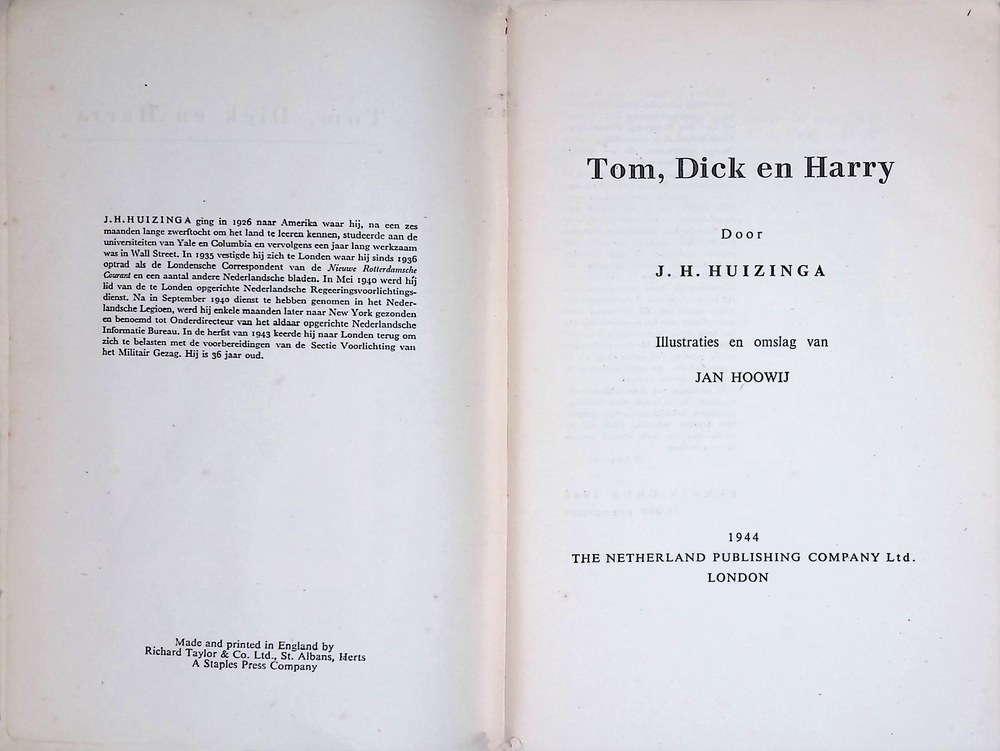 J. H. HUIZINGA ging in 1926 naar Amerika waar hij, na een zes
maanden lange zwerftocht om het land te leeren kennen, studeerde aan de
universiteiten van Yale en Columbia en vervolgens een jaar lang werkzaam
was in Wall Street. In 1935 vestigde hij zich te Londen waar hij sinds 1936
optrad als de Londensche Correspondent van de Nieuwe Rotterdamsche
Courant en een aantal andere Nederlandsche bladen. In Mei 1940 werd hij
lid van de te Londen opgerichte Nederlandsche Regeeringsvoorlichtings-
dienst. Na in September 1940 dienst te hebben genomen in het Neder-
landsche Legioen, werd hij enkele maanden later naar New York gezonden
en benoemd tot Onderdirecteur van het aldaar opgerichte Nederlandsche
Informatie Bureau. In de herfst van 1943 keerde hij naar Londen terug om
zich te belasten met de voorbereidingen van de Sectie Voorlichting van
het Militair Gezag. Hij is 36 jaar oud.
Made and printed in England by
Richard Taylor & Co. Ltd., St. Albans, Herts
A Staples Press Company
Tom, Dick en Harry
Door
J. H. HUIZINGA
Illustraties en omslag van
JAN HOOWIJ
1944
THE NETHERLAND PUBLISHING COMPANY Ltd.
LONDON